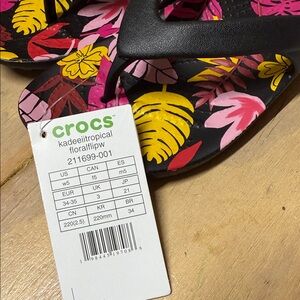 crocs™
kadeeiitropical
floralflipw
211699-001
US CAN ES
w5 f5 m5
EUR UK JP
34-35 3 21
CN KR BR
220(2.5) 220mm 34